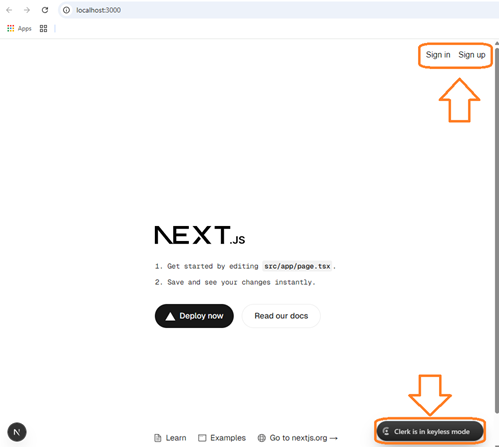 localhost:3000
Apps
Sign in Sign up
NEXT.JS
1. Get started by editing src/app/page.tsx.
2. Save and see your changes instantly.
Deploy now Read our docs
N
Clerk is in keyless mode
Learn Examples Go to nextjs.org →